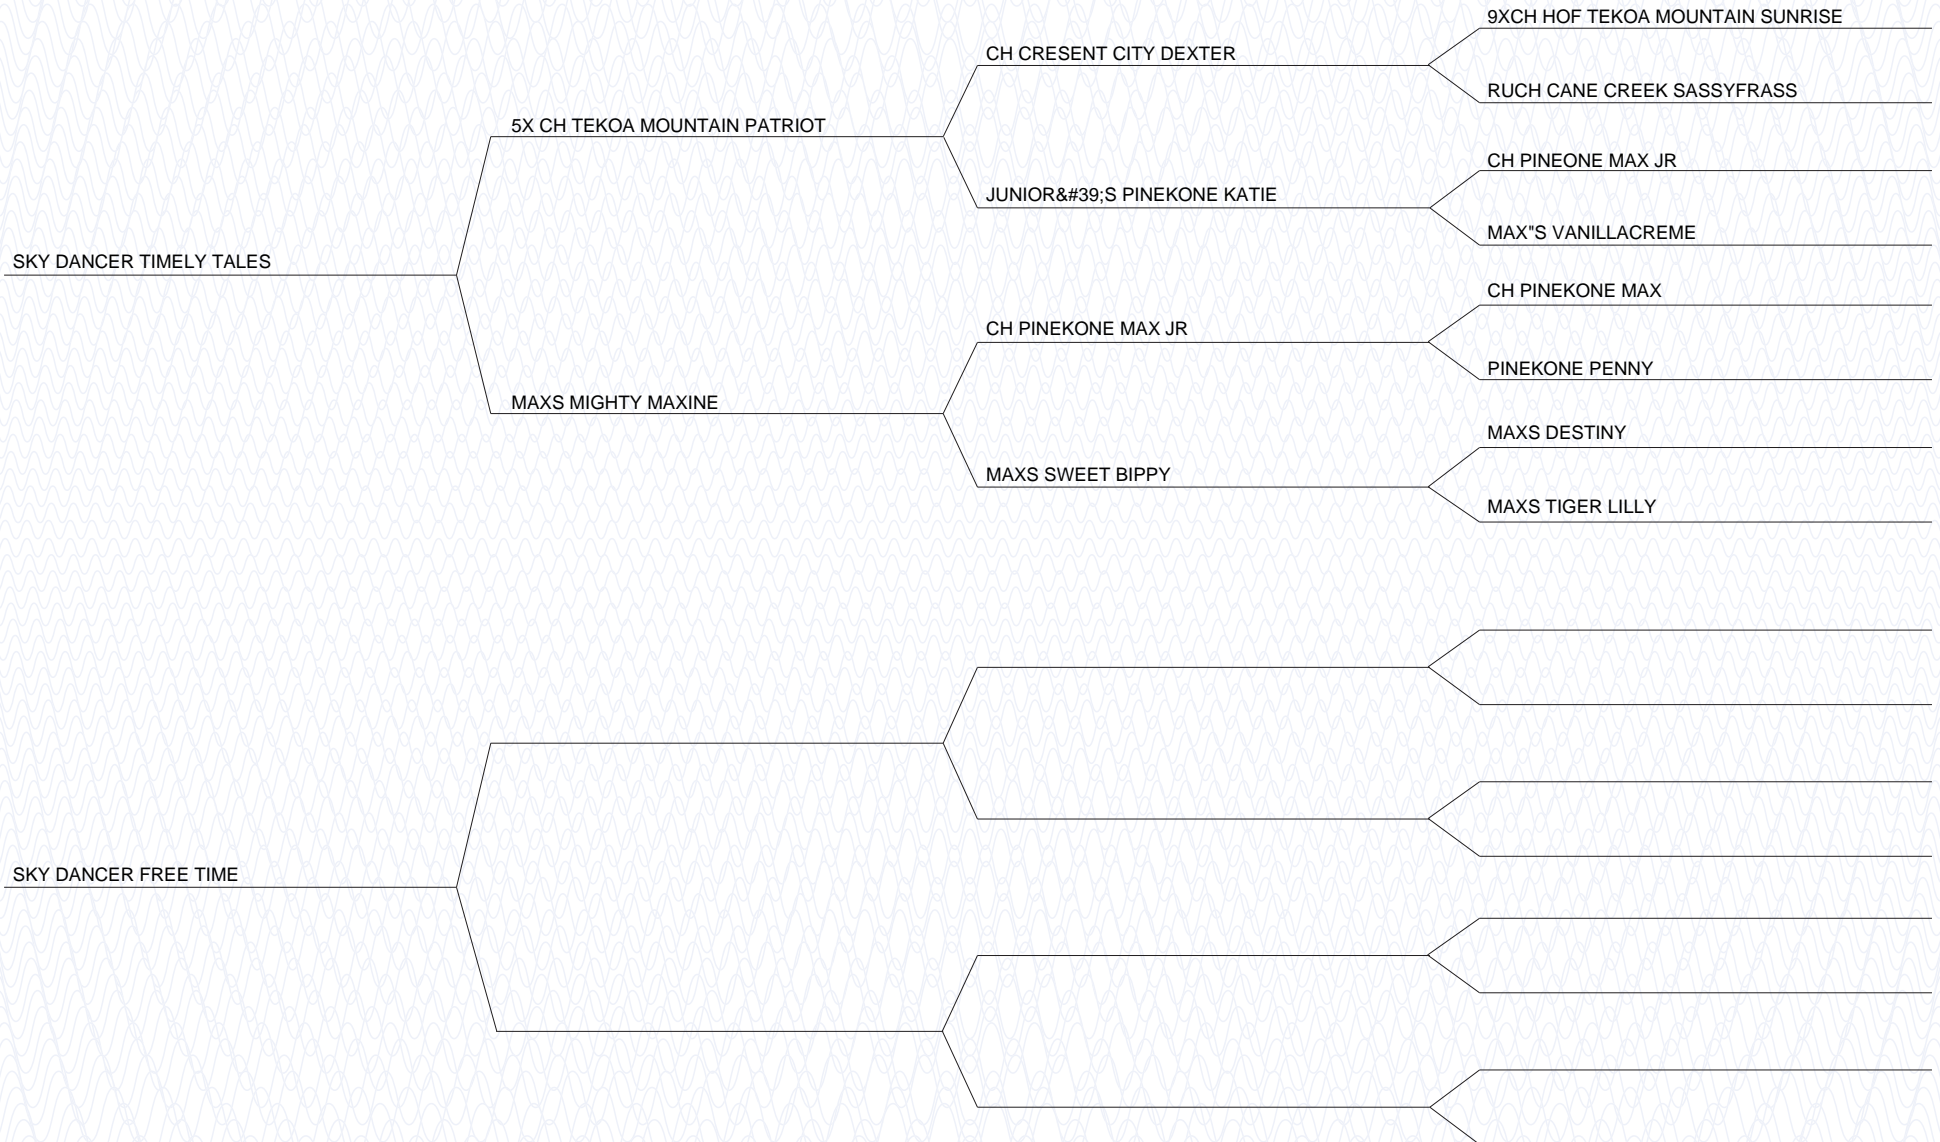 9XCH HOF TEKOA MOUNTAIN SUNRISE
CH CRESENT CITY DEXTER
RUCH CANE CREEK SASSYFRASS
5X CH TEKOA MOUNTAIN PATRIOT
CH PINEONE MAX JR
JUNIOR&#39;S PINEKONE KATIE
MAX"S VANILLACREME
SKY DANCER TIMELY TALES
CH PINEKONE MAX
CH PINEKONE MAX JR
PINEKONE PENNY
MAXS MIGHTY MAXINE
MAXS DESTINY
MAXS SWEET BIPPY
MAXS TIGER LILLY
SKY DANCER FREE TIME